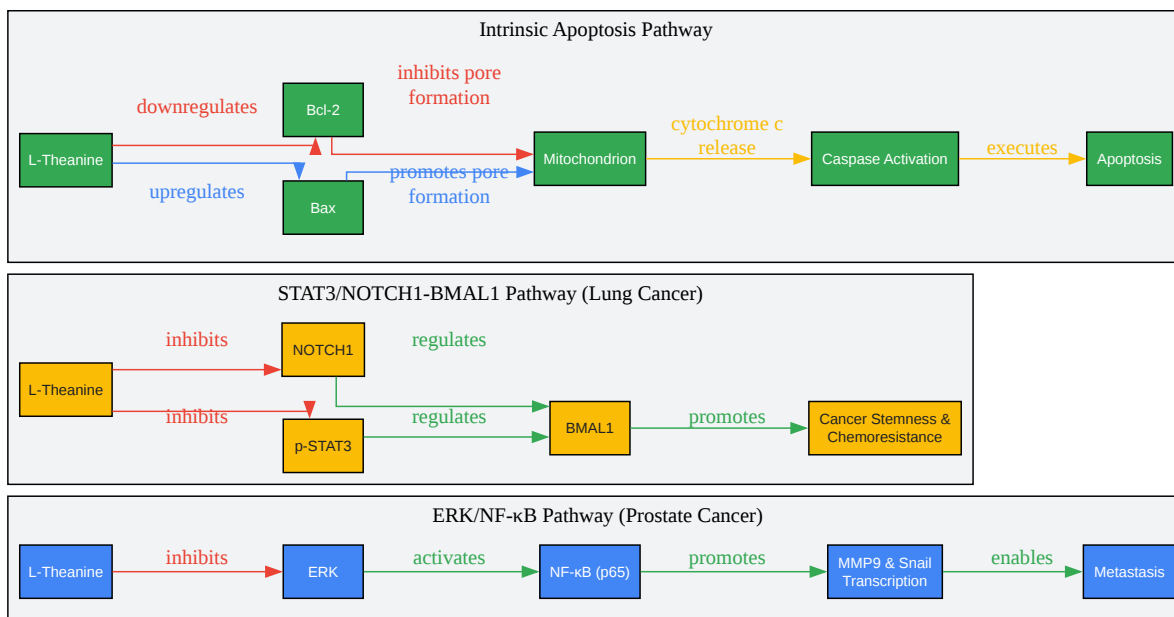 Intrinsic Apoptosis Pathway
inhibits pore
formation
downregulates
Bcl-2
cytochrome c
release
L-Theanine
Mitochondrion
Caspase Activation
executes
Apoptosis
upregulates
promotes pore
formation
Bax
STAT3/NOTCH1-BMAL1 Pathway (Lung Cancer)
inhibits
NOTCH1
regulates
L-Theanine
inhibits
p-STAT3
regulates
BMAL1
promotes
Cancer Stemness &
Chemoresistance
ERK/NF-κB Pathway (Prostate Cancer)
L-Theanine
inhibits
ERK
activates
NF-κB (p65)
promotes
MMP9 & Snail
Transcription
enables
Metastasis